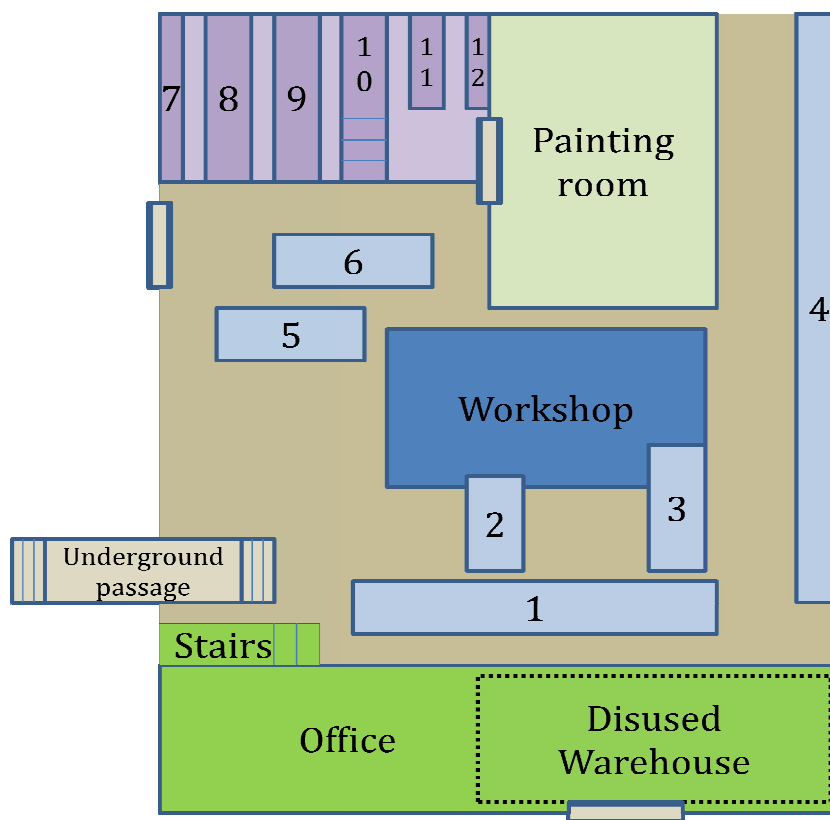 7
8
9
1
0
1
1
1
2
Painting
room
6
5
4
Workshop
2
3
Underground
passage
1
Stairs
Office
Disused
Warehouse